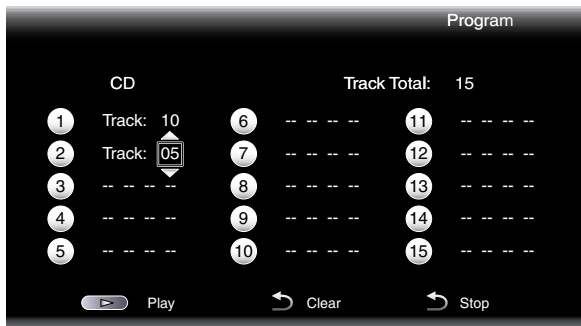 Program
CD Track Total: 15
1 Track: 10 6 -- -- -- -- 11 -- -- -- --
2 Track: 05 7 -- -- -- -- 12 -- -- -- --
3 -- -- -- -- 8 -- -- -- -- 13 -- -- -- --
4 -- -- -- -- 9 -- -- -- -- 14 -- -- -- --
5 -- -- -- -- 10 -- -- -- -- 15 -- -- -- --
Play Clear Stop